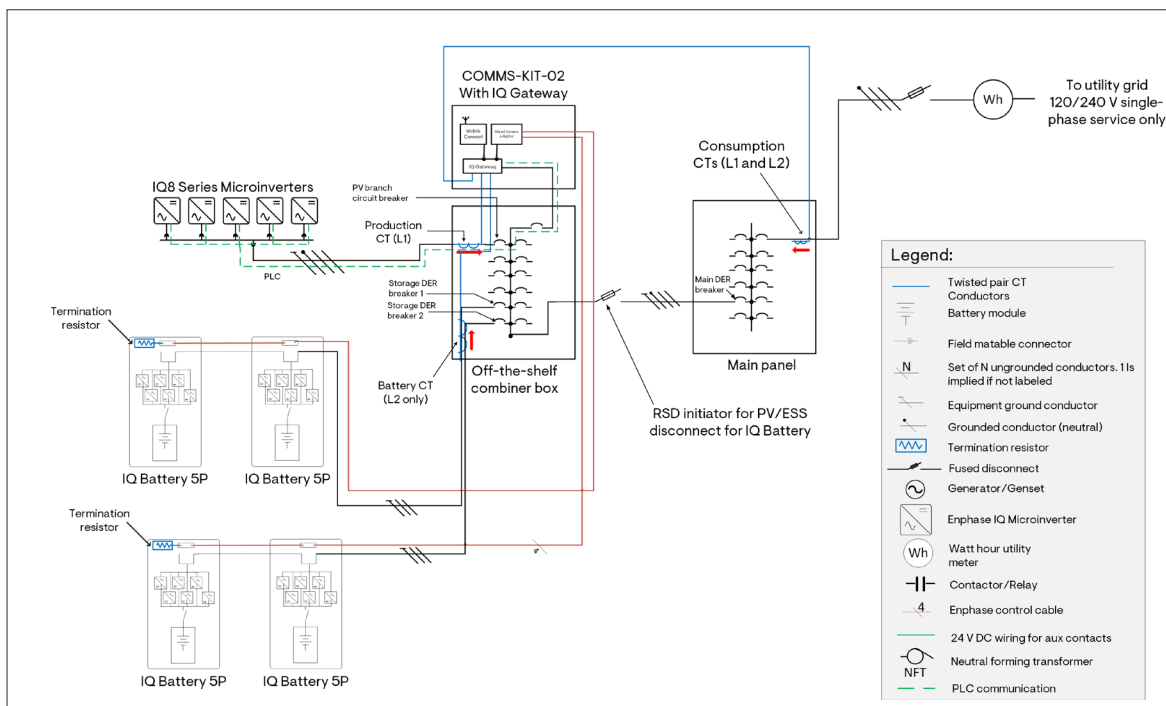 COMMS-KIT-02
With IQ Gateway
Mobile
Connect
IQ Gateway
To utility grid
120/240 V single-
phase service only
Wh
Consumption
CTs (L1 and L2)
IQ8 Series Microinverters
PV branch
circuit breaker
Production
CT (L1)
PLC
Storage DER
breaker 1
Storage DER
breaker 2
Main DER
breaker
Termination
resistor
Battery CT
(L2 only)
Off-the-shelf
combiner box
Main panel
RSD initiator for PV/ESS
disconnect for IQ Battery
IQ Battery 5P
IQ Battery 5P
Termination
resistor
4
IQ Battery 5P
IQ Battery 5P
Legend:
Twisted pair CT
Conductors
Battery module
Field matable connector
N
Set of N ungrounded conductors. 1 Is
implied if not labeled
Equipment ground conductor
Grounded conductor (neutral)
Termination resistor
Fused disconnect
Generator/Genset
Enphase IQ Microinverter
Wh
Watt hour utility
meter
Contactor/Relay
4
Enphase control cable
24 V DC wiring for aux contacts
Neutral forming transformer
NFT
PLC communication